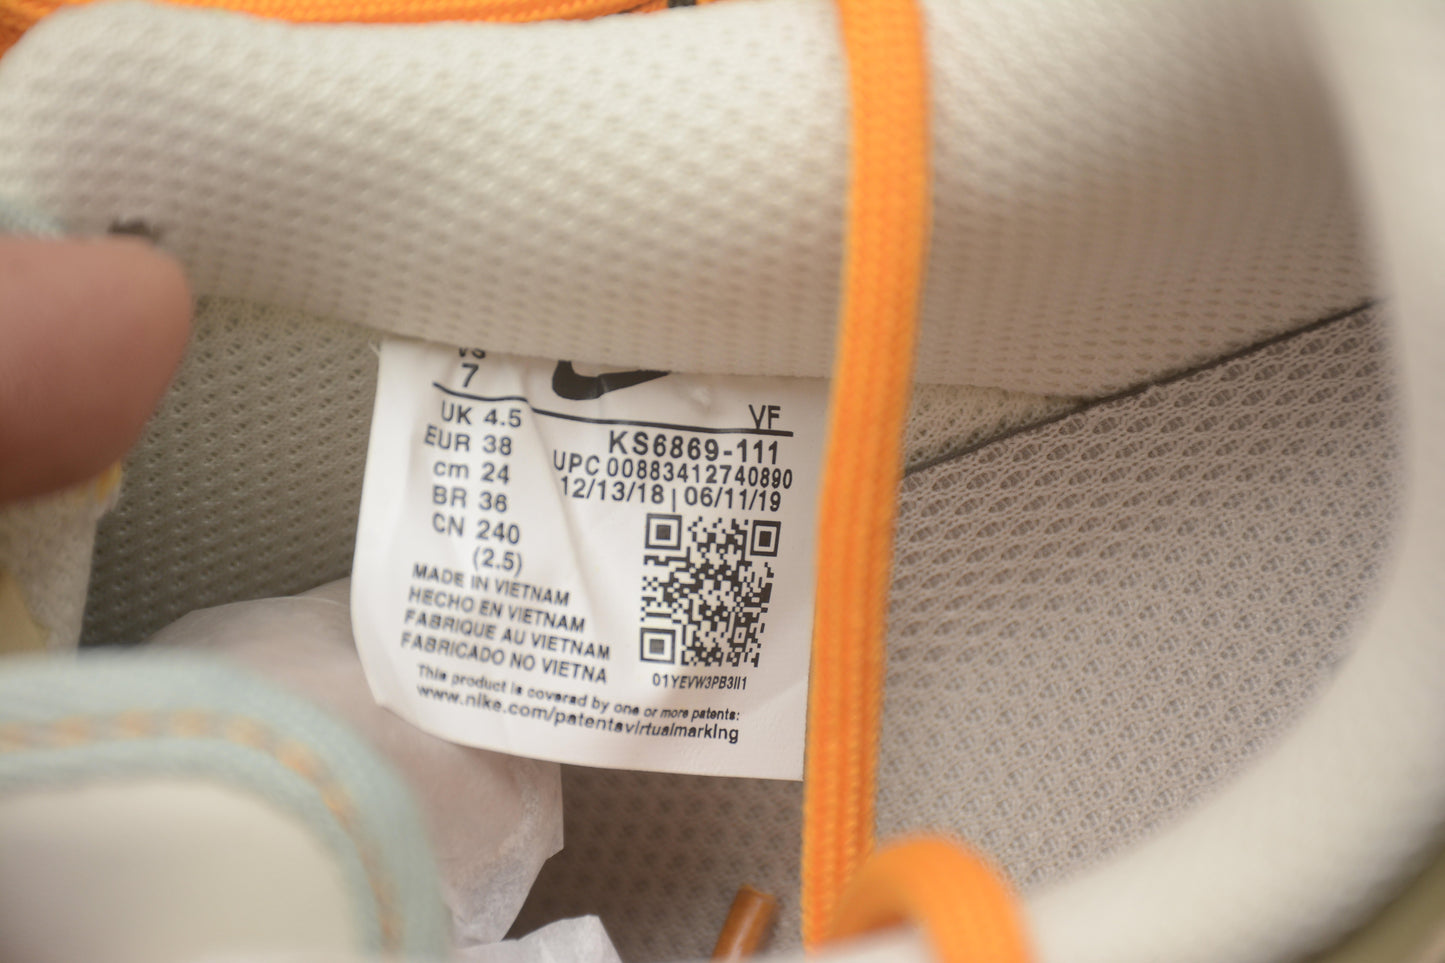 7
UK 4.5
EUR 38
cm 24
BR 36
CN 240
(2.5)
MADE IN VIETNAM
HECHO EN VIETNAM
FABRIQUE AU VIETNAM
FABRICADO NO VIETNA
This product is covered by one or more patents:
www.nike.com/patentsvirtualmarking
VF
KS6869-111
UPC 00883412740890
12/13/18 | 06/11/19
01YEVW3PB3II1